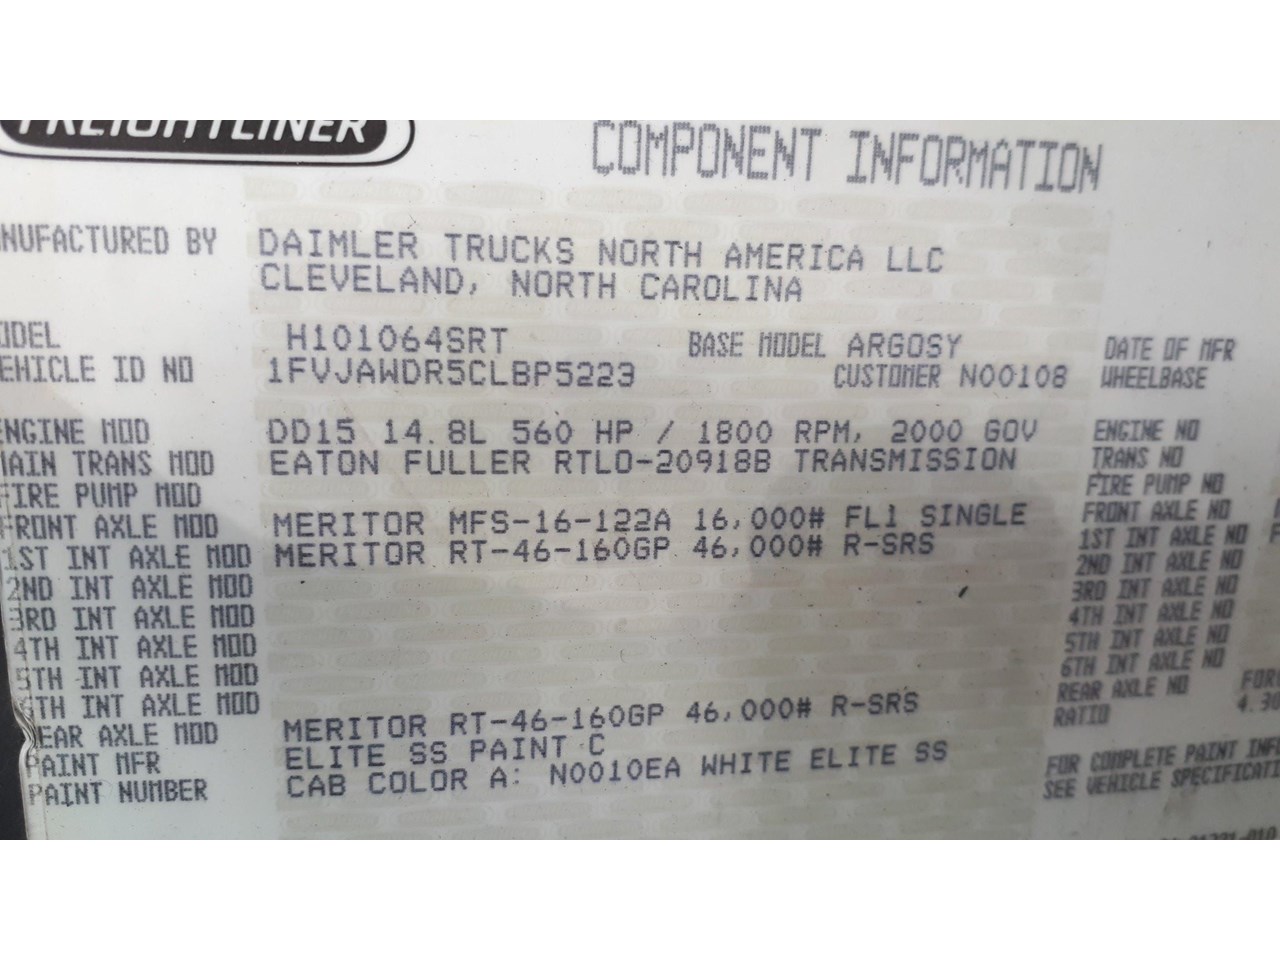 FREIGHTLINER
COMPONENT INFORMATION
NUFACTURED BY DAIMLER TRUCKS NORTH AMERICA LLC
CLEVELAND, NORTH CAROLINA
ODEL H101064SRT BASE MODEL ARGOSY DATE OF MFR
EHICLE ID NO 1FVJAWDR5CLBP5223 CUSTOMER N00108 WHEELBASE
ENGINE MOD DD15 14.8L 560 HP / 1800 RPM, 2000 GOV ENGINE NO
MAIN TRANS MOD EATON FULLER RTLO-20918B TRANSMISSION TRANS NO
FIRE PUMP MOD FIRE PUMP NO
FRONT AXLE MOD MERITOR MFS-16-122A 16,000# FL1 SINGLE FRONT AXLE NO
1ST INT AXLE MOD MERITOR RT-46-160GP 46,000# R-SRS 1ST INT AXLE NO F
2ND INT AXLE MOD 2ND INT AXLE NO
3RD INT AXLE MOD 3RD INT AXLE NO
4TH INT AXLE MOD 4TH INT AXLE NO
5TH INT AXLE MOD 5TH INT AXLE NO
6TH INT AXLE MOD 6TH INT AXLE NO
REAR AXLE MOD MERITOR RT-46-160GP 46,000# R-SRS REAR AXLE NO FOR
RATIO 4.30
PAINT MFR ELITE SS PAINT C
PAINT NUMBER CAB COLOR A: N0010EA WHITE ELITE SS
FOR COMPLETE PAINT INF
SEE VEHICLE SPECIFICATI